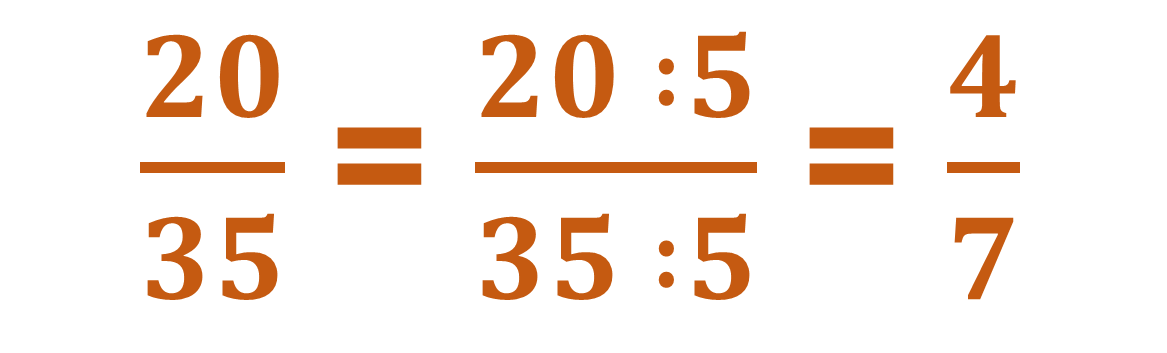 20/35 = 20 :5/35 :5 = 4/7